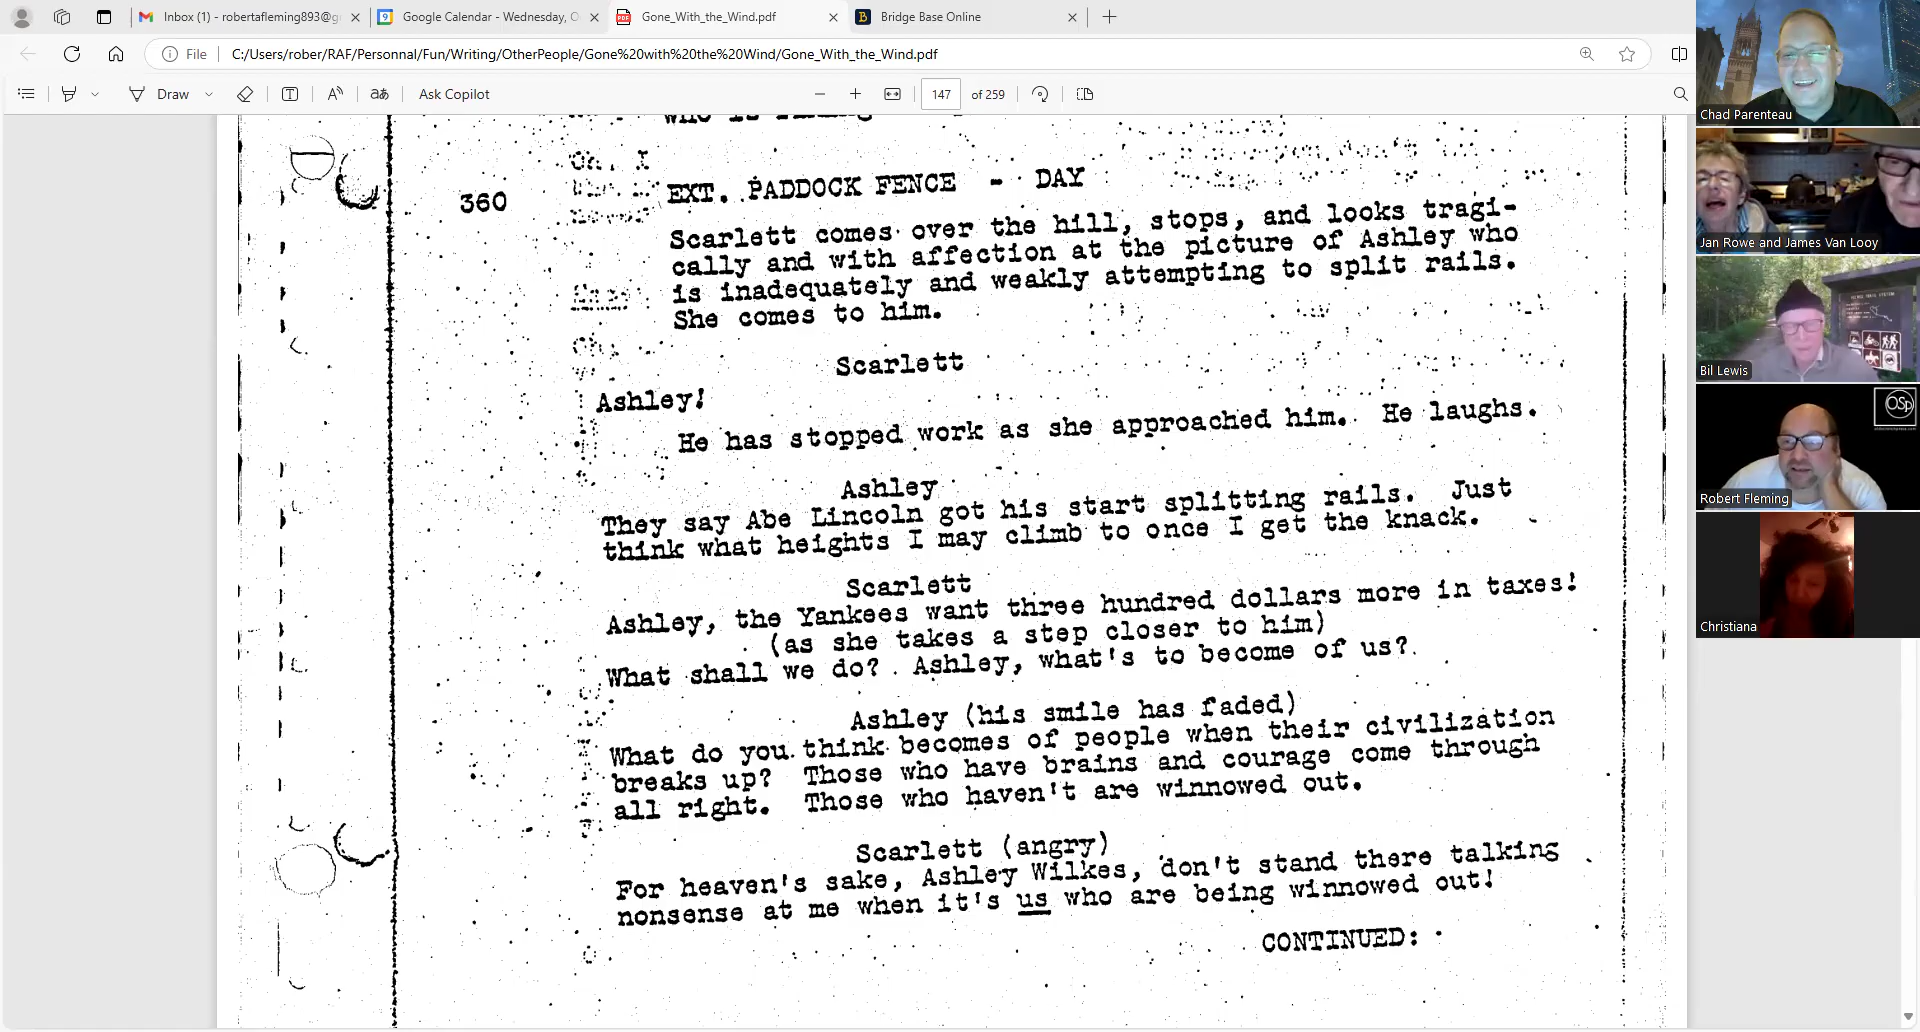 Inbox (1) - robertafleming893@g
Google Calendar - Wednesday, O
Gone_With_the_Wind.pdf
Bridge Base Online
File
C:/Users/rober/RAF/Personnal/Fun/Writing/OtherPeople/Gone%20with%20the%20Wind/Gone_With_the_Wind.pdf
Draw
Ask Copilot
147 of 259
360 EXT. PADDOCK FENCE - DAY
Scarlett comes over the hill, stops, and looks tragi-
cally and with affection at the picture of Ashley who
is inadequately and weakly attempting to split rails.
She comes to him.
Scarlett
Ashley!
He has stopped work as she approached him. He laughs.
Ashley
They say Abe Lincoln got his start splitting rails. Just
think what heights I may climb to once I get the knack.
Scarlett
Ashley, the Yankees want three hundred dollars more in taxes!
(as she takes a step closer to him)
What shall we do? Ashley, what's to become of us?
Ashley (his smile has faded)
What do you think becomes of people when their civilization
breaks up? Those who have brains and courage come through
all right. Those who haven't are winnowed out.
Scarlett (angry)
For heaven's sake, Ashley Wilkes, don't stand there talking
nonsense at me when it's us who are being winnowed out!
CONTINUED:
Chad Parenteau
Jan Rowe and James Van Looy
Bil Lewis
OSp
Robert Fleming
Christiana